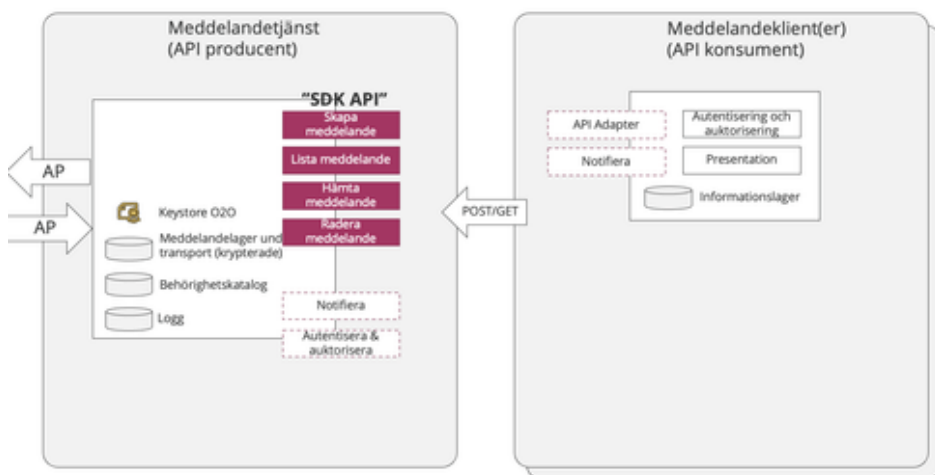 Meddelandetjänst
(API producent)
"SDK API"
Skapa
meddelande
Lista meddelande
Hämta
meddelande
Radera
meddelande
AP
AP
Keystore O2O
Meddelandelager und
transport (krypterade)
Behörighetskatalog
Logg
Notifiera
Autentisera &
auktorisera
POST/GET
Meddelandeklient(er)
(API konsument)
API Adapter
Notifiera
Autentisering och
auktorisering
Presentation
Informationslager